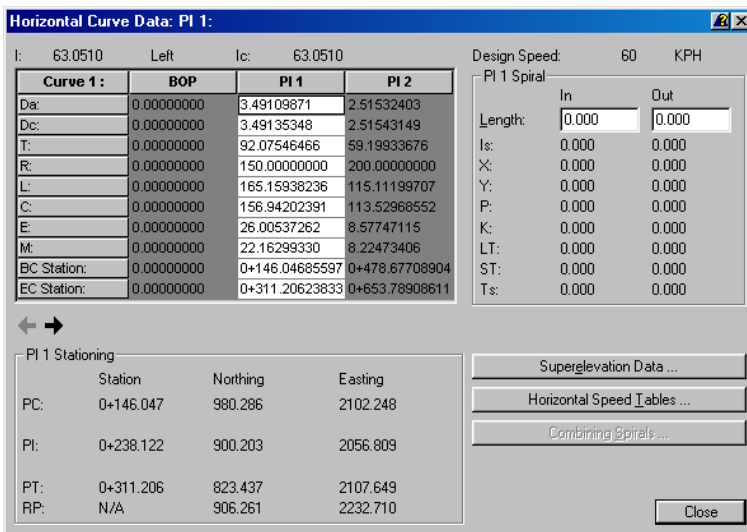 Horizontal Curve Data: PI 1:
I: 63.0510 Left Ic: 63.0510 Design Speed: 60 KPH
Curve 1 : BOP PI 1 PI 2
Da: 0.00000000 3.49109871 2.51532403
Dc: 0.00000000 3.49135348 2.51543149
T: 0.00000000 92.07546466 59.19933676
R: 0.00000000 150.00000000 200.00000000
L: 0.00000000 165.15938236 115.11199707
C: 0.00000000 156.94202391 113.52968552
E: 0.00000000 26.00537262 8.57747115
M: 0.00000000 22.16299330 8.22473406
BC Station: 0.00000000 0+146.04685597 0+478.67708904
EC Station: 0.00000000 0+311.20623833 0+653.78908611
PI 1 Spiral
In Out
Length: 0.000 0.000
Is: 0.000 0.000
X: 0.000 0.000
Y: 0.000 0.000
P: 0.000 0.000
K: 0.000 0.000
LT: 0.000 0.000
ST: 0.000 0.000
Ts: 0.000 0.000
PI 1 Stationing
Station Northing Easting
PC: 0+146.047 980.286 2102.248
PI: 0+238.122 900.203 2056.809
PT: 0+311.206 823.437 2107.649
RP: N/A 906.261 2232.710
Superelevation Data ...
Horizontal Speed Tables ...
Combining Spirals ...
Close